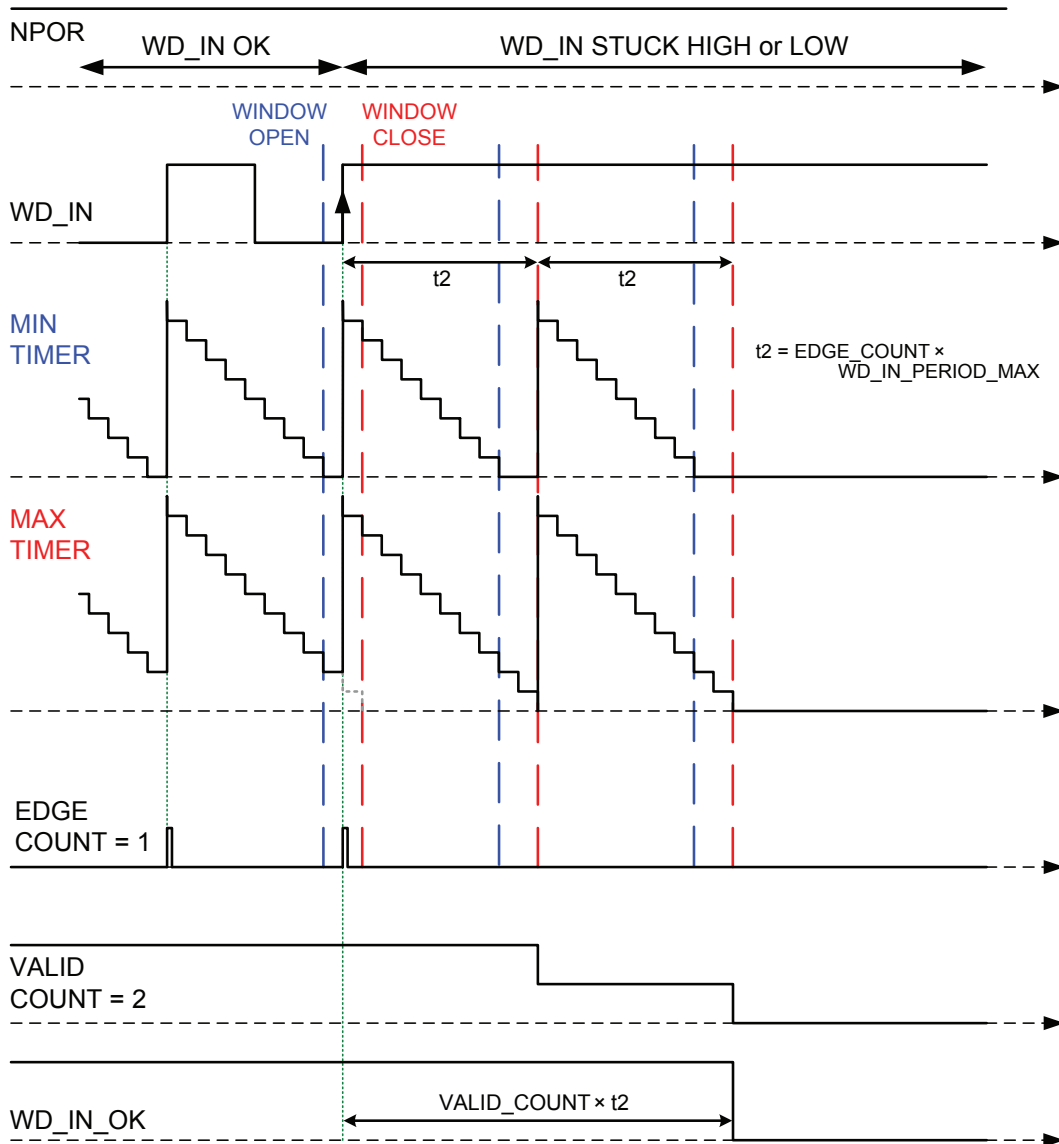 NPOR
WD_IN OK
WD_IN STUCK HIGH or LOW
WINDOW
OPEN
WINDOW
CLOSE
WD_IN
t2
t2
MIN
TIMER
t2 = EDGE_COUNT ×
WD_IN_PERIOD_MAX
MAX
TIMER
EDGE
COUNT = 1
VALID
COUNT = 2
VALID_COUNT × t2
WD_IN_OK